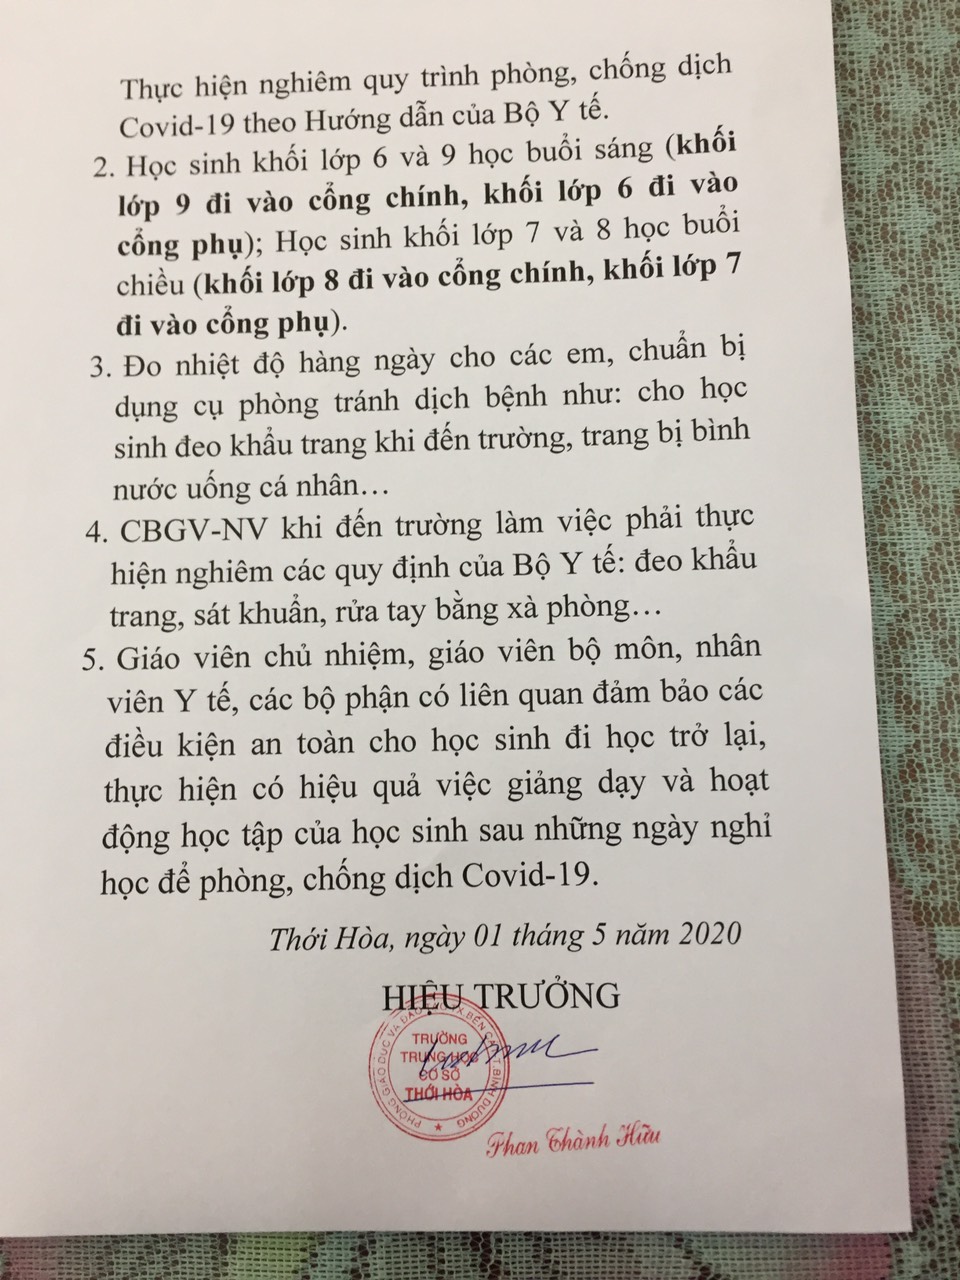 Thực hiện nghiêm quy trình phòng, chống dịch
Covid-19 theo Hướng dẫn của Bộ Y tế.
2. Học sinh khối lớp 6 và 9 học buổi sáng (khối
lớp 9 đi vào cổng chính, khối lớp 6 đi vào
cổng phụ); Học sinh khối lớp 7 và 8 học buổi
chiều (khối lớp 8 đi vào cổng chính, khối lớp 7
đi vào cổng phụ).
3. Đo nhiệt độ hàng ngày cho các em, chuẩn bị
dụng cụ phòng tránh dịch bệnh như: cho học
sinh đeo khẩu trang khi đến trường, trang bị bình
nước uống cá nhân…
4. CBGV-NV khi đến trường làm việc phải thực
hiện nghiêm các quy định của Bộ Y tế: đeo khẩu
trang, sát khuẩn, rửa tay bằng xà phòng…
5. Giáo viên chủ nhiệm, giáo viên bộ môn, nhân
viên Y tế, các bộ phận có liên quan đảm bảo các
điều kiện an toàn cho học sinh đi học trở lại,
thực hiện có hiệu quả việc giảng dạy và hoạt
động học tập của học sinh sau những ngày nghỉ
học để phòng, chống dịch Covid-19.
Thới Hòa, ngày 01 tháng 5 năm 2020
HIỆU TRƯỞNG
PHÒNG GIÁO DỤC VÀ ĐÀO TX.BẾN T.BÌNH DƯƠNG
TRƯỜNG
TRUNG HỌC
CƠ SỞ
THỚI HÒA
Phan Thành Hữu